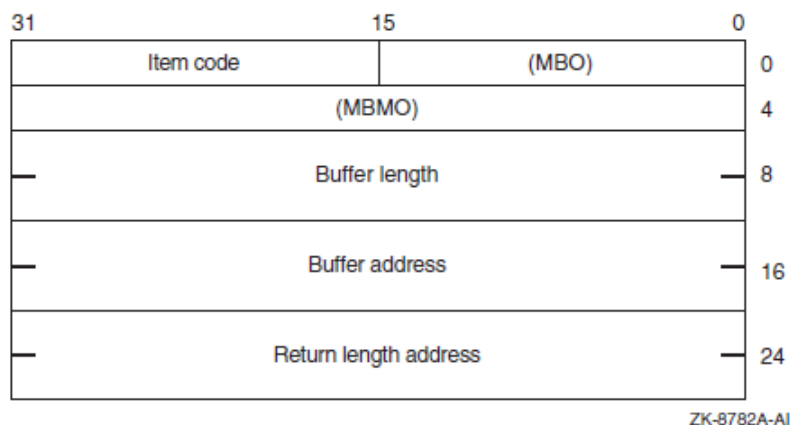 31 15 0
Item code (MBO) 0
(MBMO) 4
Buffer length 8
Buffer address 16
Return length address 24
ZK-8782A-AI